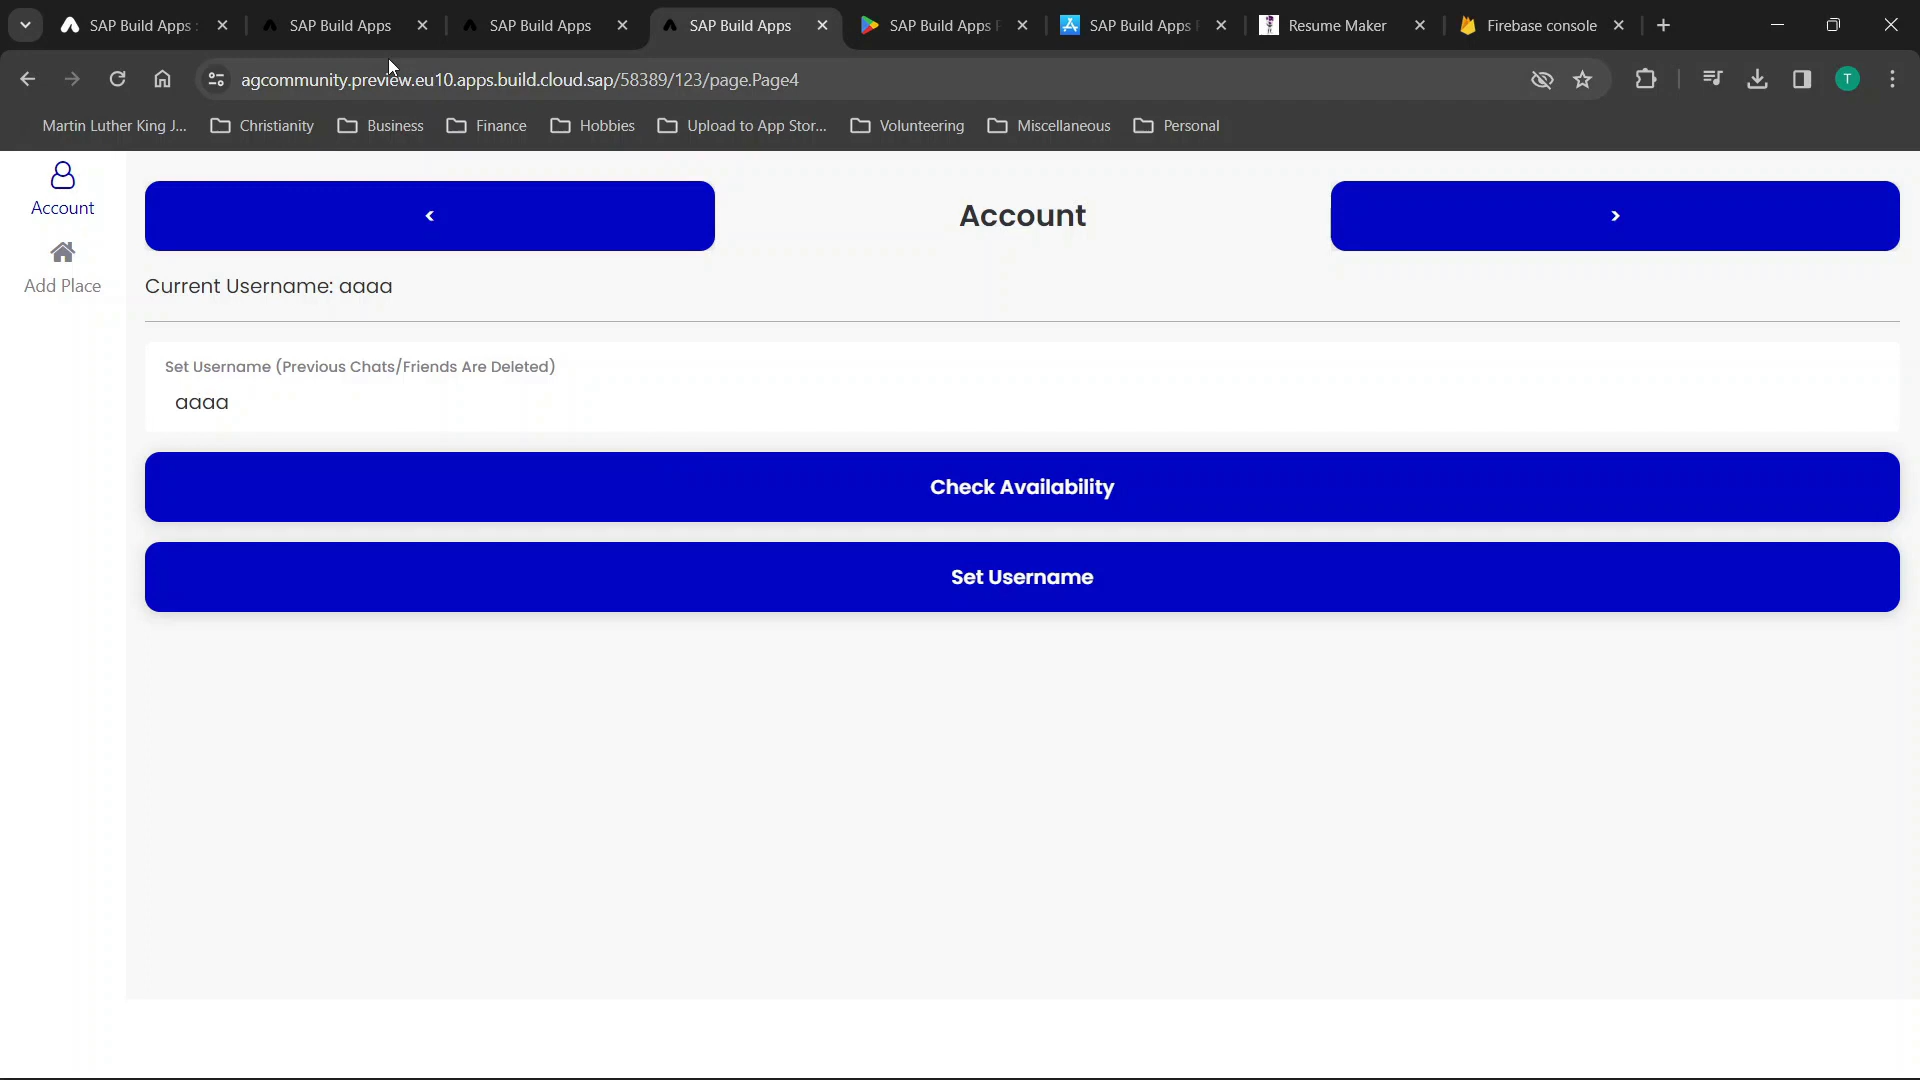 SAP Build Apps :
SAP Build Apps
SAP Build Apps
SAP Build Apps
SAP Build Apps
SAP Build Apps
Resume Maker
Firebase console
agcommunity.preview.eu10.apps.build.cloud.sap/58389/123/page.Page4
T
Martin Luther King J...
Christianity
Business
Finance
Hobbies
Upload to App Stor...
Volunteering
Miscellaneous
Personal
Account
Add Place
<
Account
>
Current Username: aaaa
Set Username (Previous Chats/Friends Are Deleted)
aaaa
Check Availability
Set Username